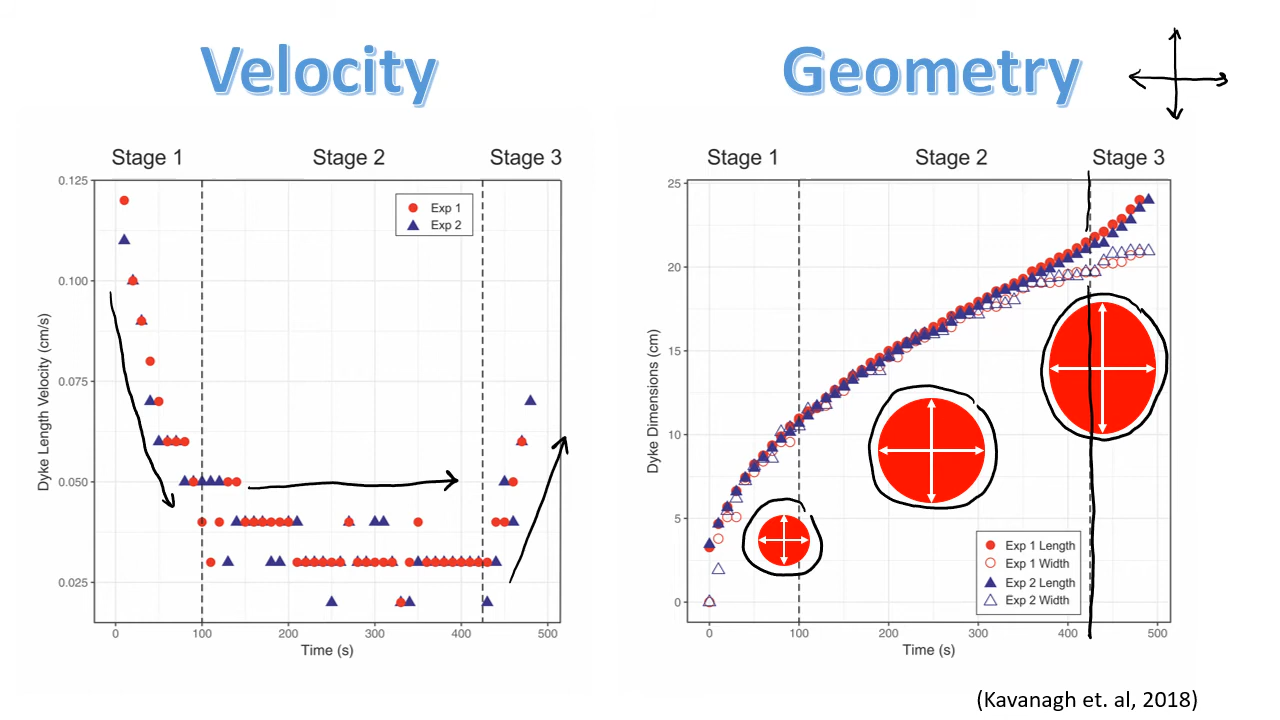 Velocity
Geometry
Stage 1 Stage 2 Stage 3
0.125
0.100
0.075
0.050
0.025
Dyke Length Velocity (cm/s)
Exp 1
Exp 2
0 100 200 300 400 500
Time (s)
Stage 1 Stage 2 Stage 3
25
20
15
10
5
0
Dyke Dimensions (cm)
Exp 1 Length
Exp 1 Width
Exp 2 Length
Exp 2 Width
0 100 200 300 400 500
Time (s)
(Kavanagh et. al, 2018)